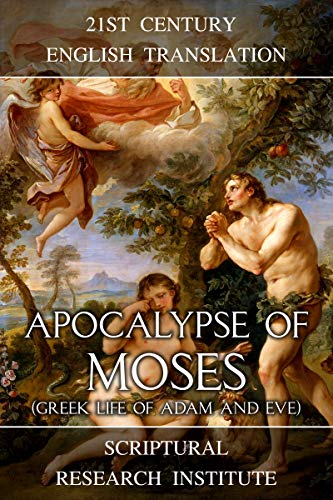 21ST CENTURY
ENGLISH TRANSLATION
APOCALYPSE OF
MOSES
(GREEK LIFE OF ADAM AND EVE)
SCRIPTURAL
RESEARCH INSTITUTE